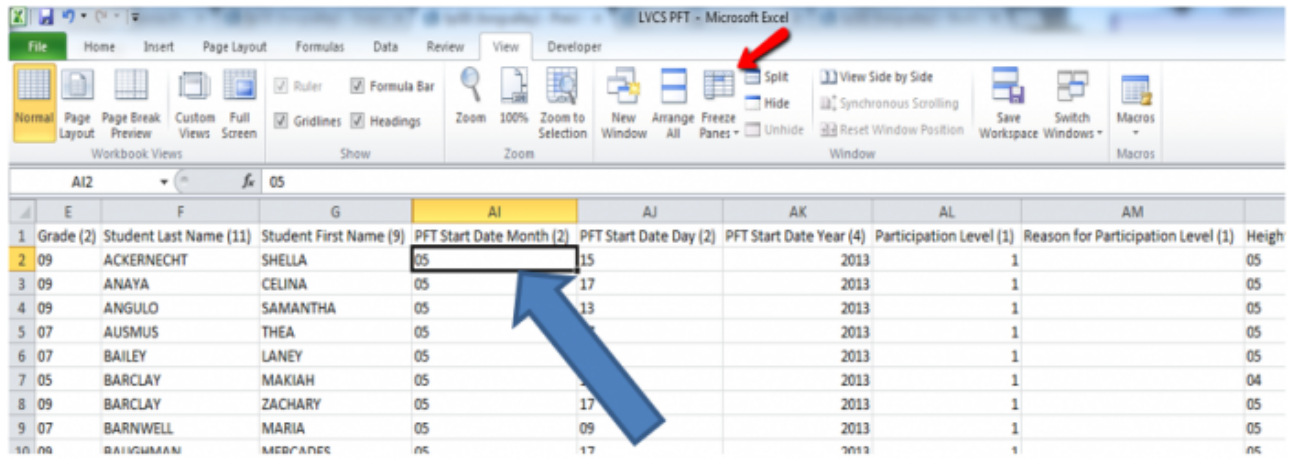 LVCS PFT - Microsoft Excel
File Home Insert Page Layout Formulas Data Review View Developer
Normal Page Layout Page Break Preview Custom Views Full Screen
Ruler Formula Bar
Gridlines Headings
Zoom 100% Zoom to Selection
New Window Arrange All Freeze Panes
Split
Hide
Unhide
View Side by Side
Synchronous Scrolling
Reset Window Position
Save Workspace Switch Windows Macros
Workbook Views Show Zoom Window Macros
AI2 fx 05
E F G AI AJ AK AL AM
1 Grade (2) Student Last Name (11) Student First Name (9) PFT Start Date Month (2) PFT Start Date Day (2) PFT Start Date Year (4) Participation Level (1) Reason for Participation Level (1) Heigh
2 09 ACKERNECHT SHELLA 05 15 2013 1 05
3 09 ANAYA CELINA 05 17 2013 1 05
4 09 ANGULO SAMANTHA 05 13 2013 1 05
5 07 AUSMUS THEA 05 2013 1 05
6 07 BAILEY LANEY 05 2013 1 05
7 05 BARCLAY MAKIAH 05 2013 1 04
8 09 BARCLAY ZACHARY 05 17 2013 1 05
9 07 BARNWELL MARIA 05 09 2013 1 05
10 09 BAUGHMAN MERCADES 05 17 2013 1 05